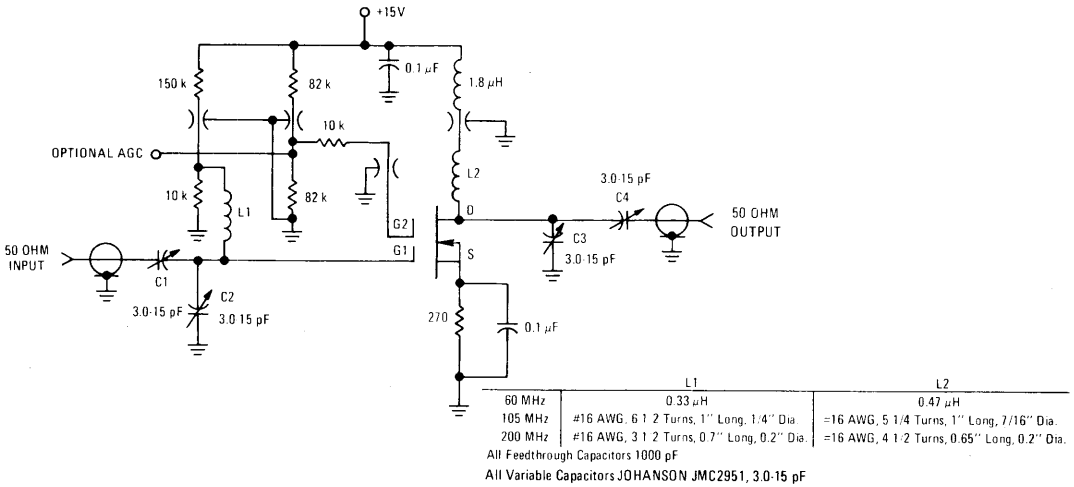 +15V
0.1 µF
1.8 µH
150 k
82 k
10 k
OPTIONAL AGC
10 k
82 k
L1
L2
G2
G1
D
S
3.0-15 pF
C4
50 OHM
OUTPUT
C3
3.0-15 pF
50 OHM
INPUT
C1
3.0-15 pF
C2
3.0 15 pF
270
0.1 µF
L1 L2
60 MHz 0.33 µH 0.47 µH
105 MHz #16 AWG, 6 1 2 Turns, 1" Long, 1/4" Dia. =16 AWG, 5 1/4 Turns, 1" Long, 7/16" Dia.
200 MHz #16 AWG, 3 1 2 Turns, 0.7" Long, 0.2" Dia. =16 AWG, 4 1/2 Turns, 0.65" Long, 0.2" Dia.
All Feedthrough Capacitors 1000 pF
All Variable Capacitors JOHANSON JMC2951, 3.0-15 pF